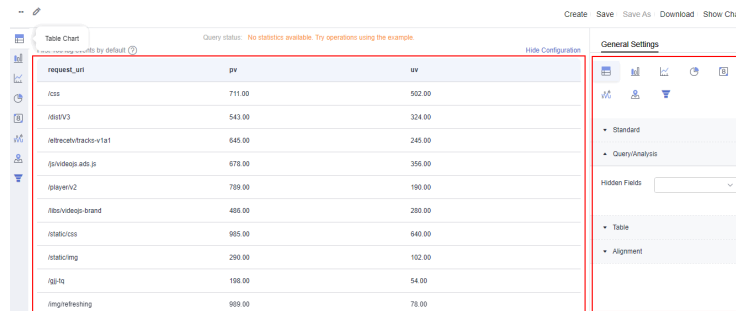 --
Create Save Save As Download Show Cha
Table Chart
Query status: No statistics available. Try operations using the example.
log events by default
Hide Configuration
General Settings
request_uri pv uv
/css 711.00 502.00
/dist/V3 543.00 324.00
/eltrecetv/tracks-v1a1 645.00 245.00
/js/videojs.ads.js 678.00 356.00
/player/v2 789.00 190.00
/libs/videojs-brand 486.00 280.00
/static/css 985.00 640.00
/static/img 290.00 102.00
/gjj-tq 198.00 54.00
/img/refreshing 989.00 78.00
Standard
Query/Analysis
Hidden Fields
Table
Alignment